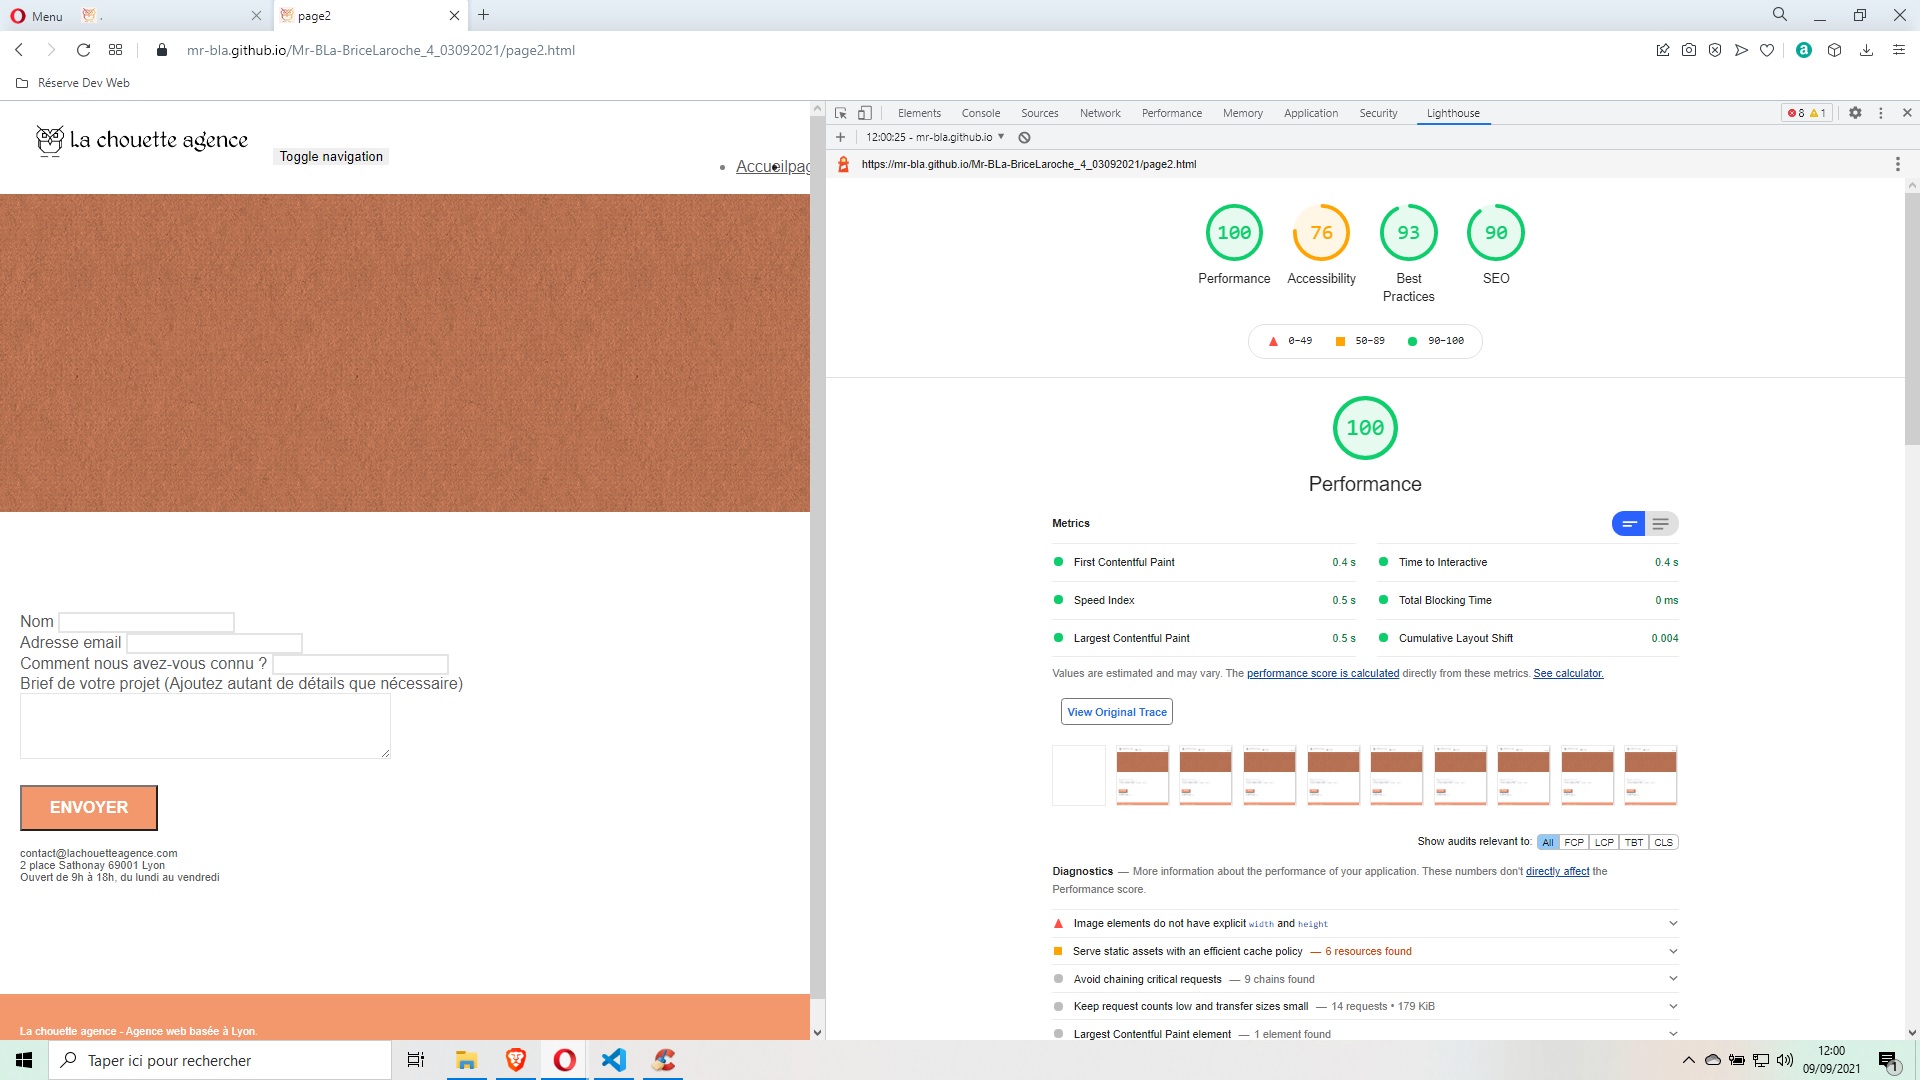 Menu
.
page2
mr-bla.github.io/Mr-BLa-BriceLaroche_4_03092021/page2.html
Réserve Dev Web
La chouette agence
Toggle navigation
Accueil
Elements Console Sources Network Performance Memory Application Security Lighthouse 8 1
12:00:25 - mr-bla.github.io
https://mr-bla.github.io/Mr-BLa-BriceLaroche_4_03092021/page2.html
100 76 93 90
Performance Accessibility Best Practices SEO
0–49 50–89 90–100
100
Performance
Metrics
First Contentful Paint 0.4 s
Time to Interactive 0.4 s
Speed Index 0.5 s
Total Blocking Time 0 ms
Largest Contentful Paint 0.5 s
Cumulative Layout Shift 0.004
Values are estimated and may vary. The performance score is calculated directly from these metrics. See calculator.
View Original Trace
Show audits relevant to: All FCP LCP TBT CLS
Diagnostics — More information about the performance of your application. These numbers don't directly affect the
Performance score.
Image elements do not have explicit width and height
Serve static assets with an efficient cache policy — 6 resources found
Avoid chaining critical requests — 9 chains found
Keep request counts low and transfer sizes small — 14 requests • 179 KiB
Largest Contentful Paint element — 1 element found
Nom
Adresse email
Comment nous avez-vous connu ?
Brief de votre projet (Ajoutez autant de détails que nécessaire)
ENVOYER
contact@lachouetteagence.com
2 place Sathonay 69001 Lyon
Ouvert de 9h à 18h, du lundi au vendredi
La chouette agence - Agence web basée à Lyon.
Taper ici pour rechercher
12:00
09/09/2021
1